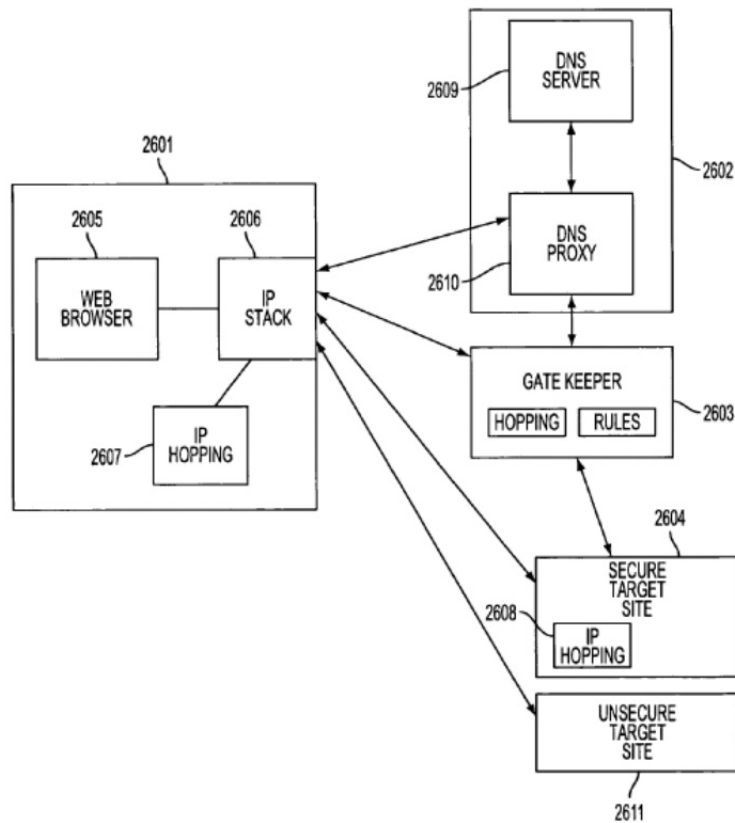 DNS
SERVER
2609
2601
2602
2605
2606
DNS
PROXY
2610
WEB
BROWSER
IP
STACK
GATE KEEPER
HOPPING
RULES
2603
IP
HOPPING
2607
2604
SECURE
TARGET
SITE
2608
IP
HOPPING
UNSECURE
TARGET
SITE
2611